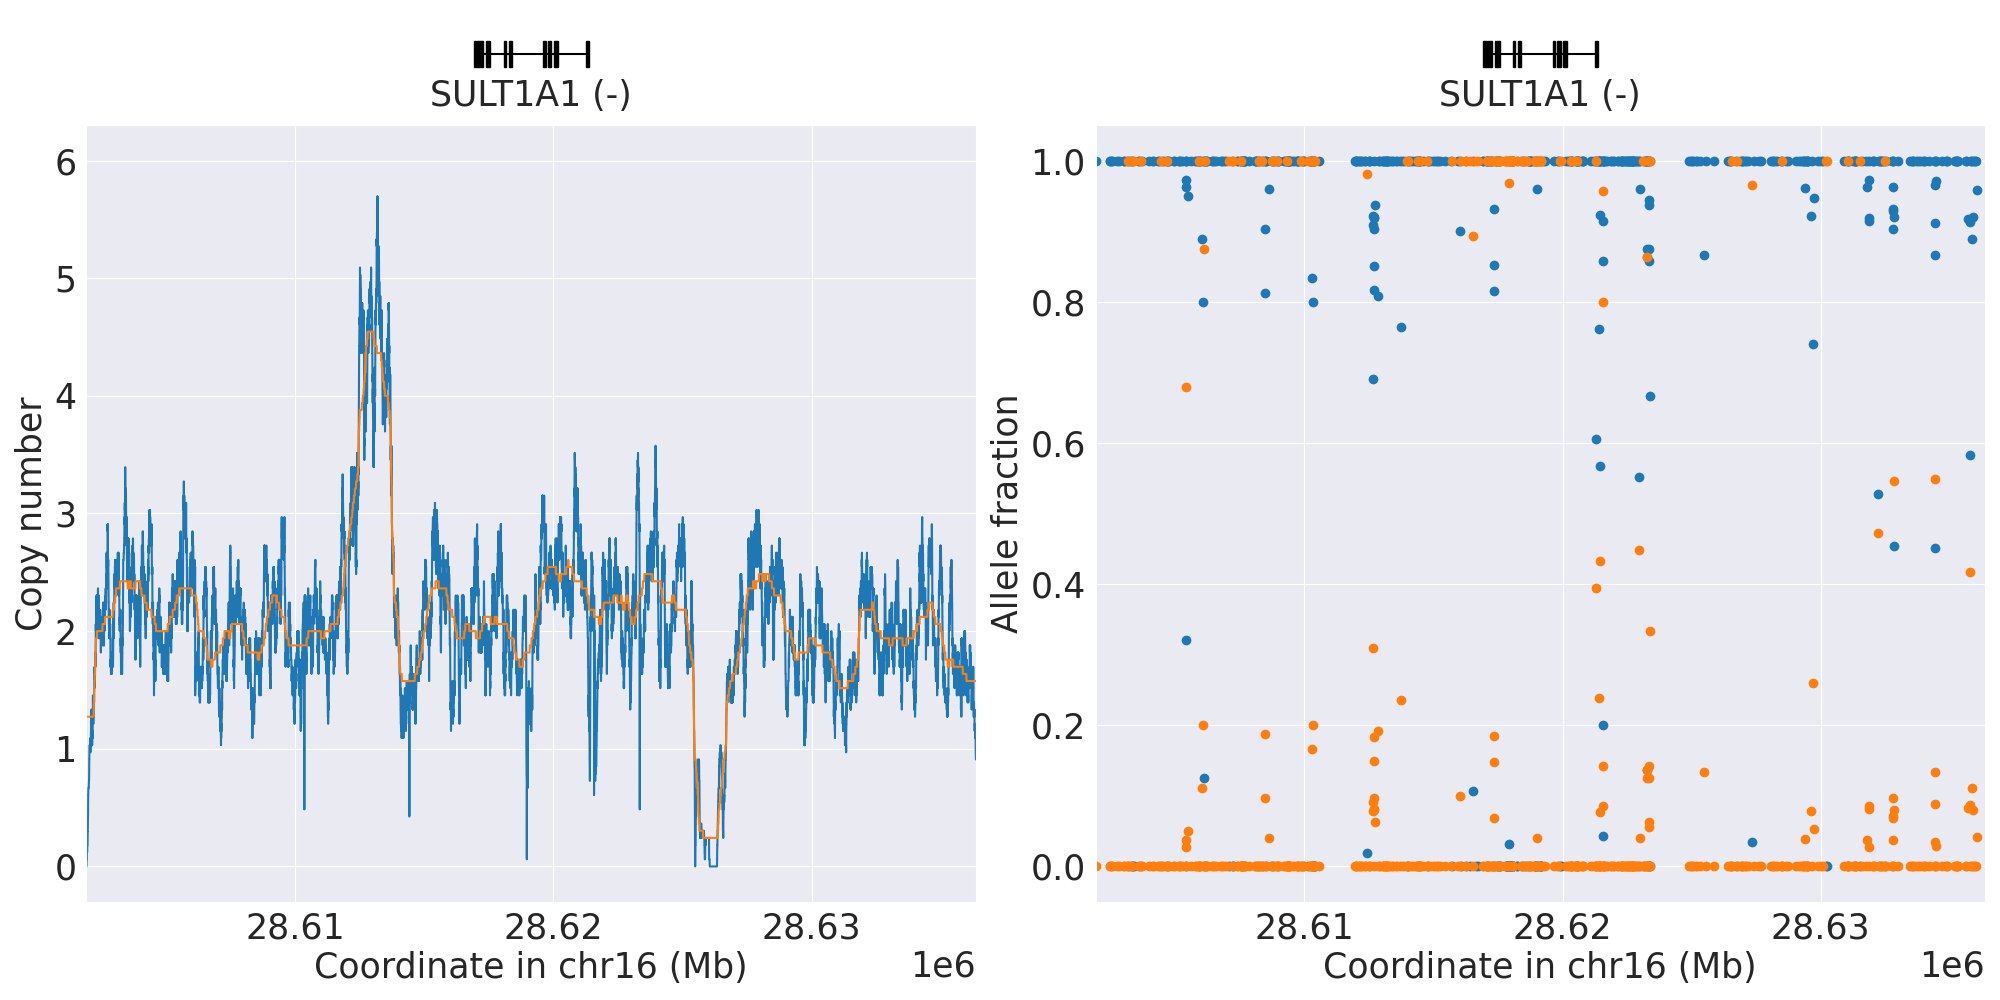 SULT1A1 (-)
6
5
4
3
2
1
0
Copy number
28.61
28.62
28.63
Coordinate in chr16 (Mb)
1e6
SULT1A1 (-)
1.0
0.8
0.6
0.4
0.2
0.0
Allele fraction
28.61
28.62
28.63
Coordinate in chr16 (Mb)
1e6